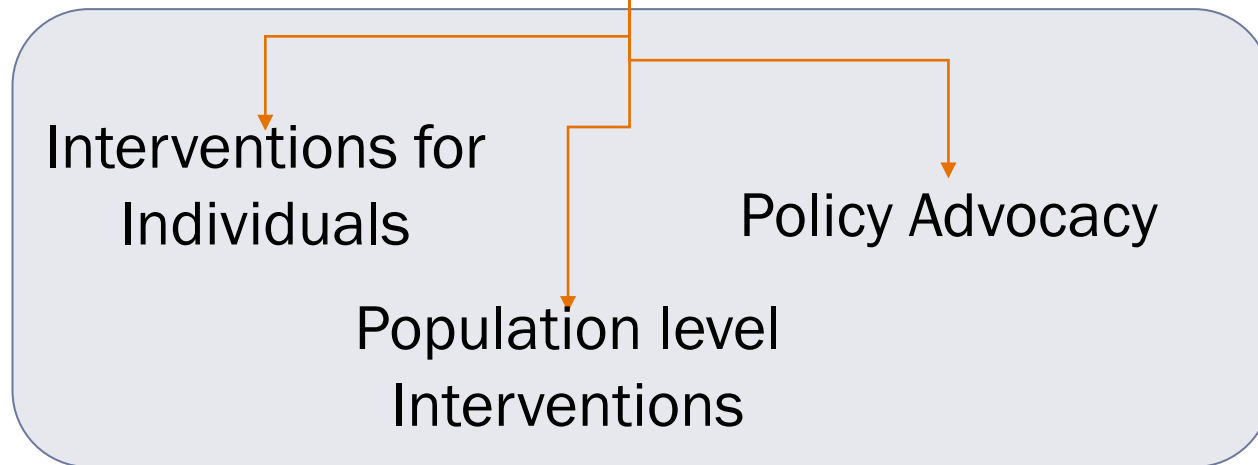 Interventions for
Individuals
Policy Advocacy
Population level
Interventions